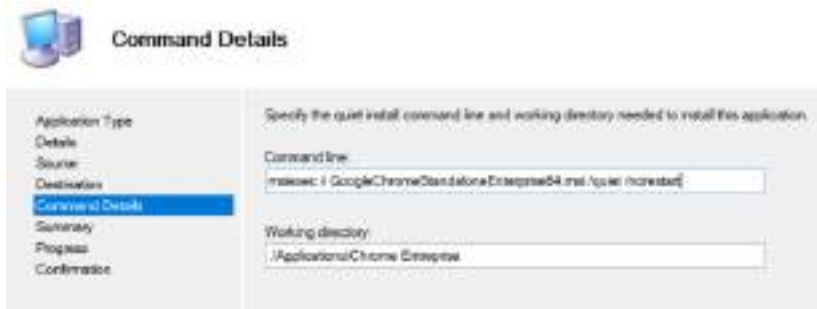 Command Details
Application Type
Details
Source
Destination
Command Details
Summary
Progress
Confirmation
Specify the quiet install command line and working directory needed to install this application.
Command line:
msiexec /i GoogleChromeStandaloneEnterprise64.msi /quiet /norestart
Working directory:
.\Applications\Chrome Enterprise